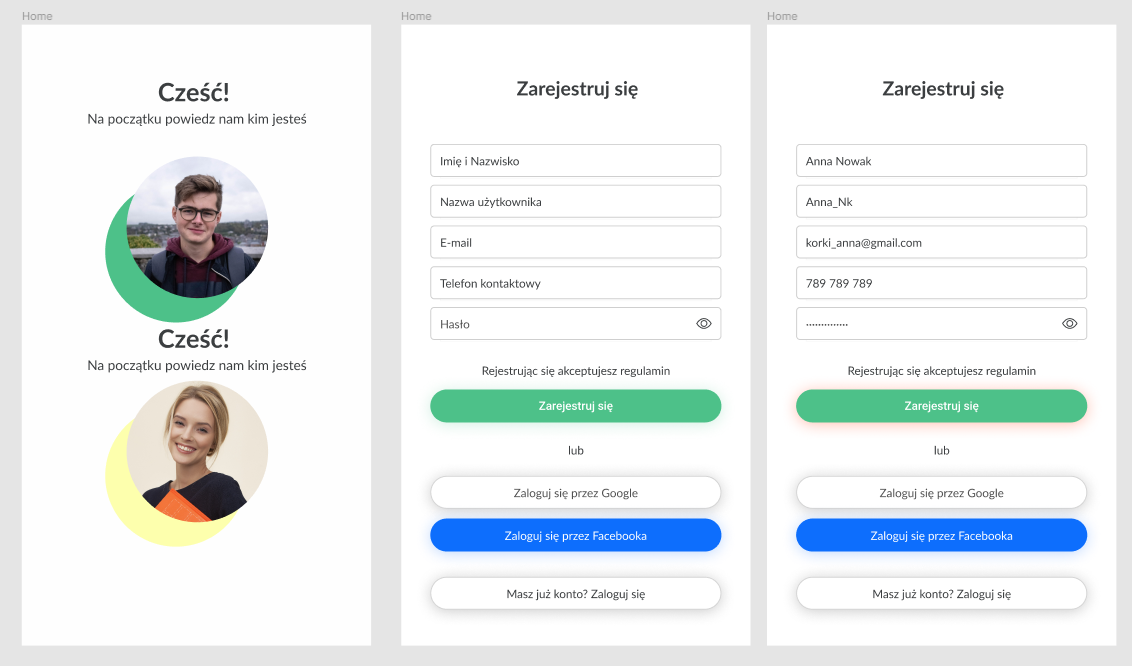 Home
Cześć!
Na początku powiedz nam kim jesteś
Cześć!
Na początku powiedz nam kim jesteś
Home
Zarejestruj się
Imię i Nazwisko
Nazwa użytkownika
E-mail
Telefon kontaktowy
Hasło
Rejestrując się akceptujesz regulamin
Zarejestruj się
lub
Zaloguj się przez Google
Zaloguj się przez Facebooka
Masz już konto? Zaloguj się
Home
Zarejestruj się
Anna Nowak
Anna_Nk
korki_anna@gmail.com
789 789 789
··············
Rejestrując się akceptujesz regulamin
Zarejestruj się
lub
Zaloguj się przez Google
Zaloguj się przez Facebooka
Masz już konto? Zaloguj się